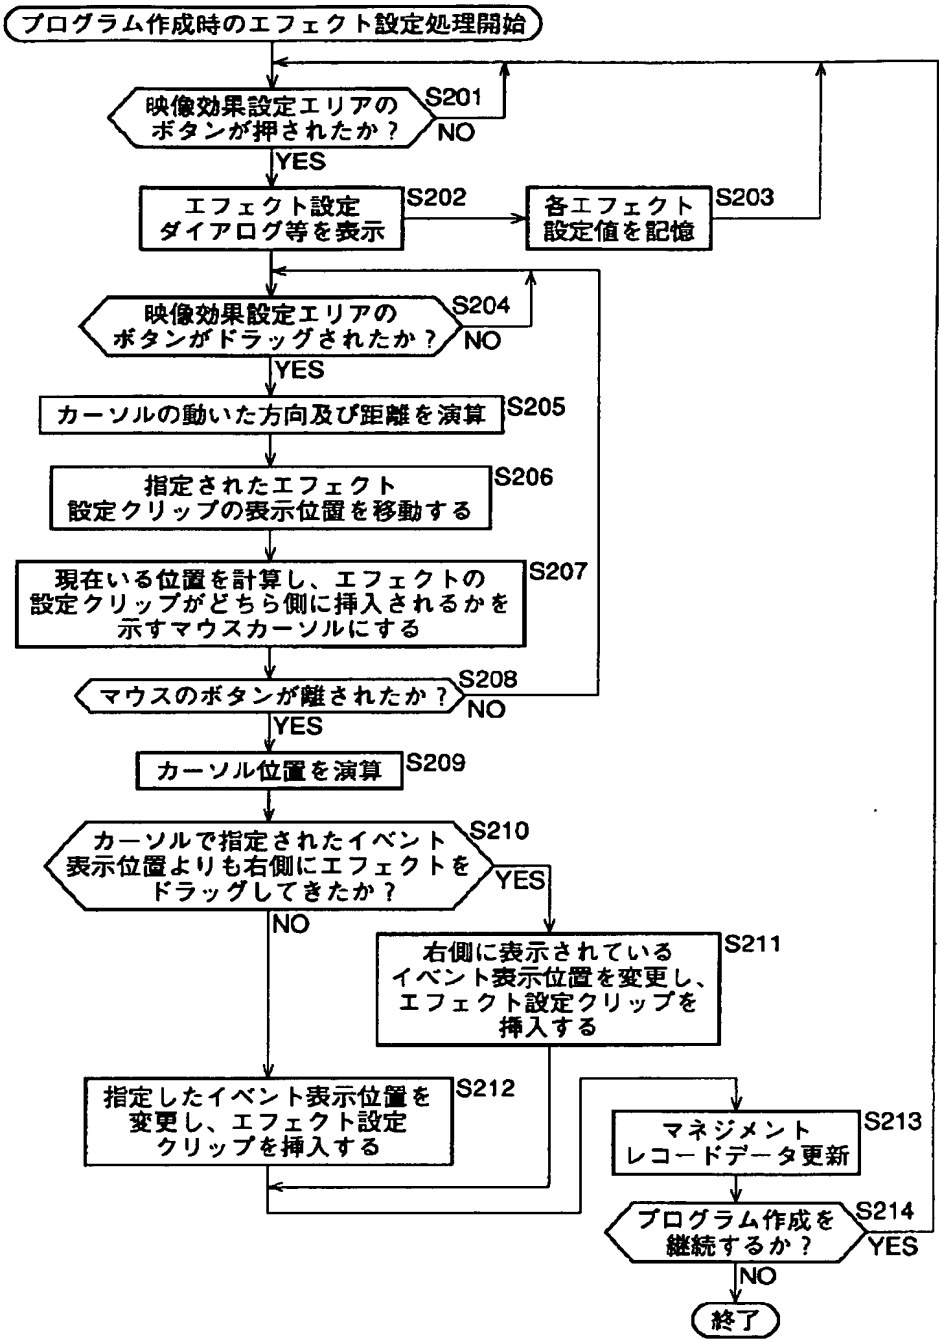 プログラム作成時のエフェクト設定処理開始
映像効果設定エリアの
ボタンが押されたか?
S201
NO
YES
エフェクト設定
ダイアログ等を表示
S202
各エフェクト
設定値を記憶
S203
映像効果設定エリアの
ボタンがドラッグされたか?
S204
NO
YES
カーソルの動いた方向及び距離を演算
S205
指定されたエフェクト
設定クリップの表示位置を移動する
S206
現在いる位置を計算し、エフェクトの
設定クリップがどちら側に挿入されるかを
示すマウスカーソルにする
S207
マウスのボタンが離されたか?
S208
NO
YES
カーソル位置を演算
S209
カーソルで指定されたイベント
表示位置よりも右側にエフェクトを
ドラッグしてきたか?
S210
YES
NO
右側に表示されている
イベント表示位置を変更し、
エフェクト設定クリップを
挿入する
S211
指定したイベント表示位置を
変更し、エフェクト設定
クリップを挿入する
S212
マネジメント
レコードデータ更新
S213
プログラム作成を
継続するか?
S214
YES
NO
終了